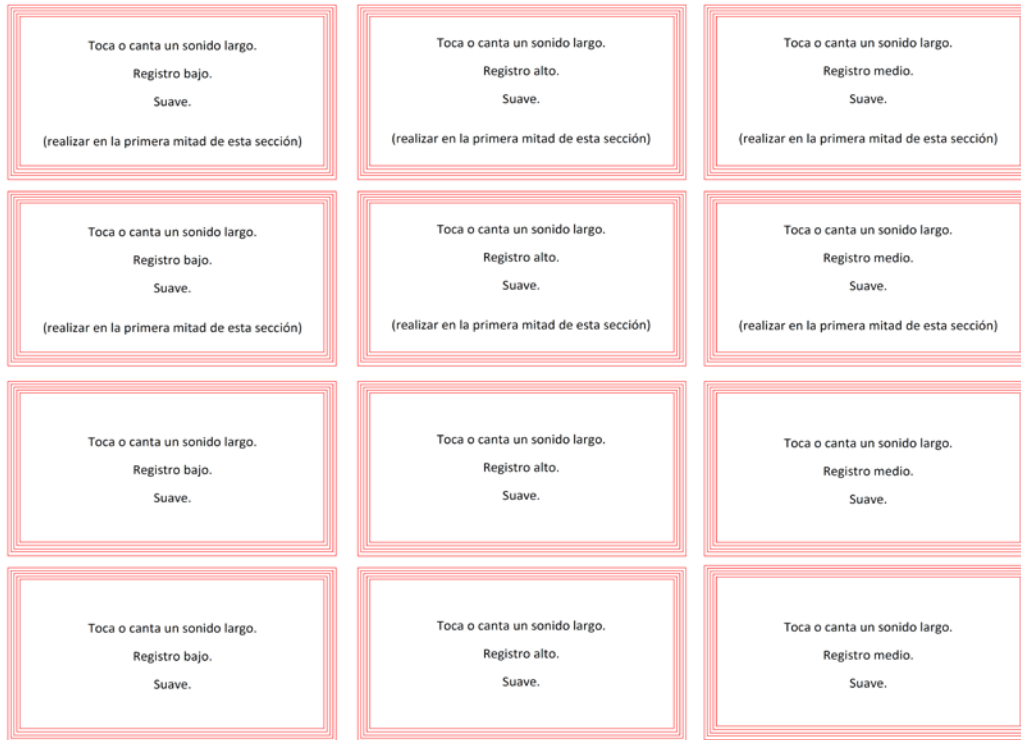 Toca o canta un sonido largo.
Registro bajo.
Suave.
(realizar en la primera mitad de esta sección)
Toca o canta un sonido largo.
Registro alto.
Suave.
(realizar en la primera mitad de esta sección)
Toca o canta un sonido largo.
Registro medio.
Suave.
(realizar en la primera mitad de esta sección)
Toca o canta un sonido largo.
Registro bajo.
Suave.
(realizar en la primera mitad de esta sección)
Toca o canta un sonido largo.
Registro alto.
Suave.
(realizar en la primera mitad de esta sección)
Toca o canta un sonido largo.
Registro medio.
Suave.
(realizar en la primera mitad de esta sección)
Toca o canta un sonido largo.
Registro bajo.
Suave.
Toca o canta un sonido largo.
Registro alto.
Suave.
Toca o canta un sonido largo.
Registro medio.
Suave.
Toca o canta un sonido largo.
Registro bajo.
Suave.
Toca o canta un sonido largo.
Registro alto.
Suave.
Toca o canta un sonido largo.
Registro medio.
Suave.